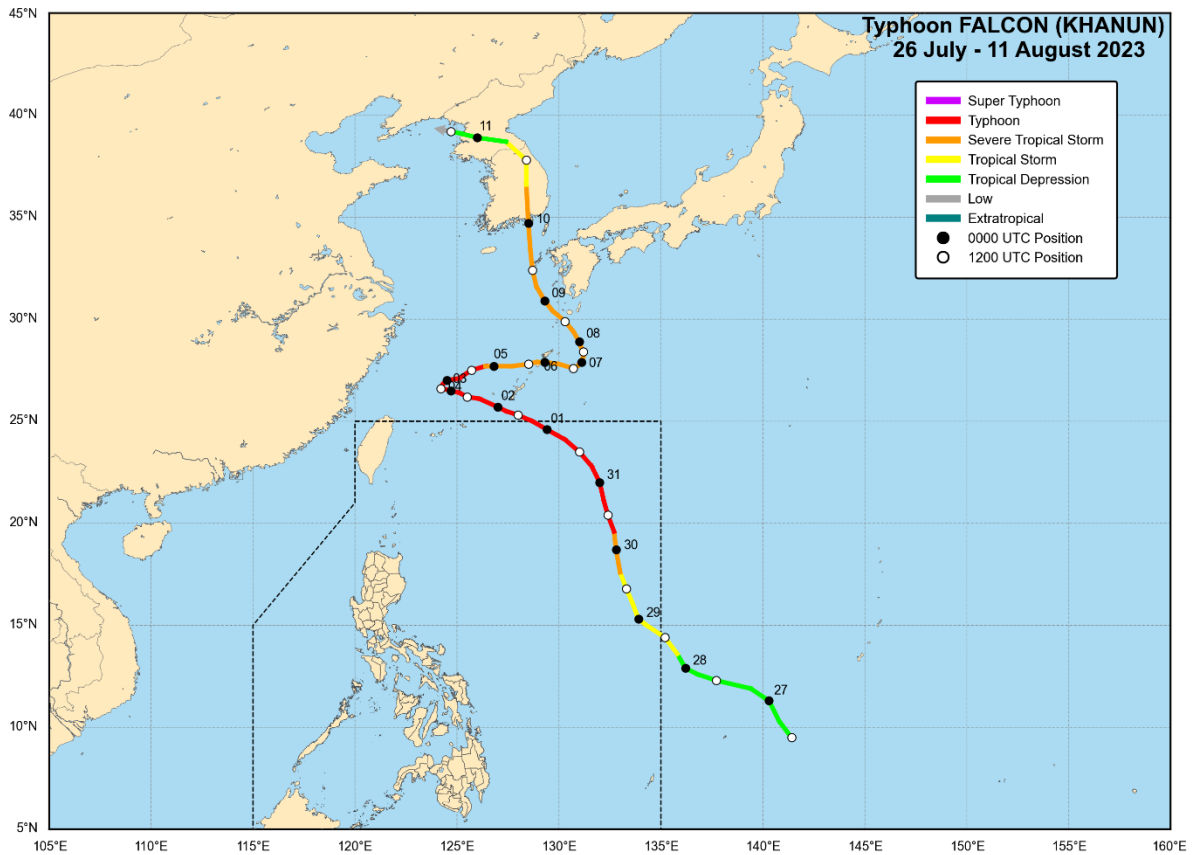 Typhoon FALCON (KHANUN)
26 July - 11 August 2023
Super Typhoon
Typhoon
Severe Tropical Storm
Tropical Storm
Tropical Depression
Low
Extratropical
0000 UTC Position
1200 UTC Position
45°N
40°N
35°N
30°N
25°N
20°N
15°N
10°N
5°N
11
10
09
08
07
06
05
03
04
02
01
31
30
29
28
27
105°E
110°E
115°E
120°E
125°E
130°E
135°E
140°E
145°E
150°E
155°E
160°E